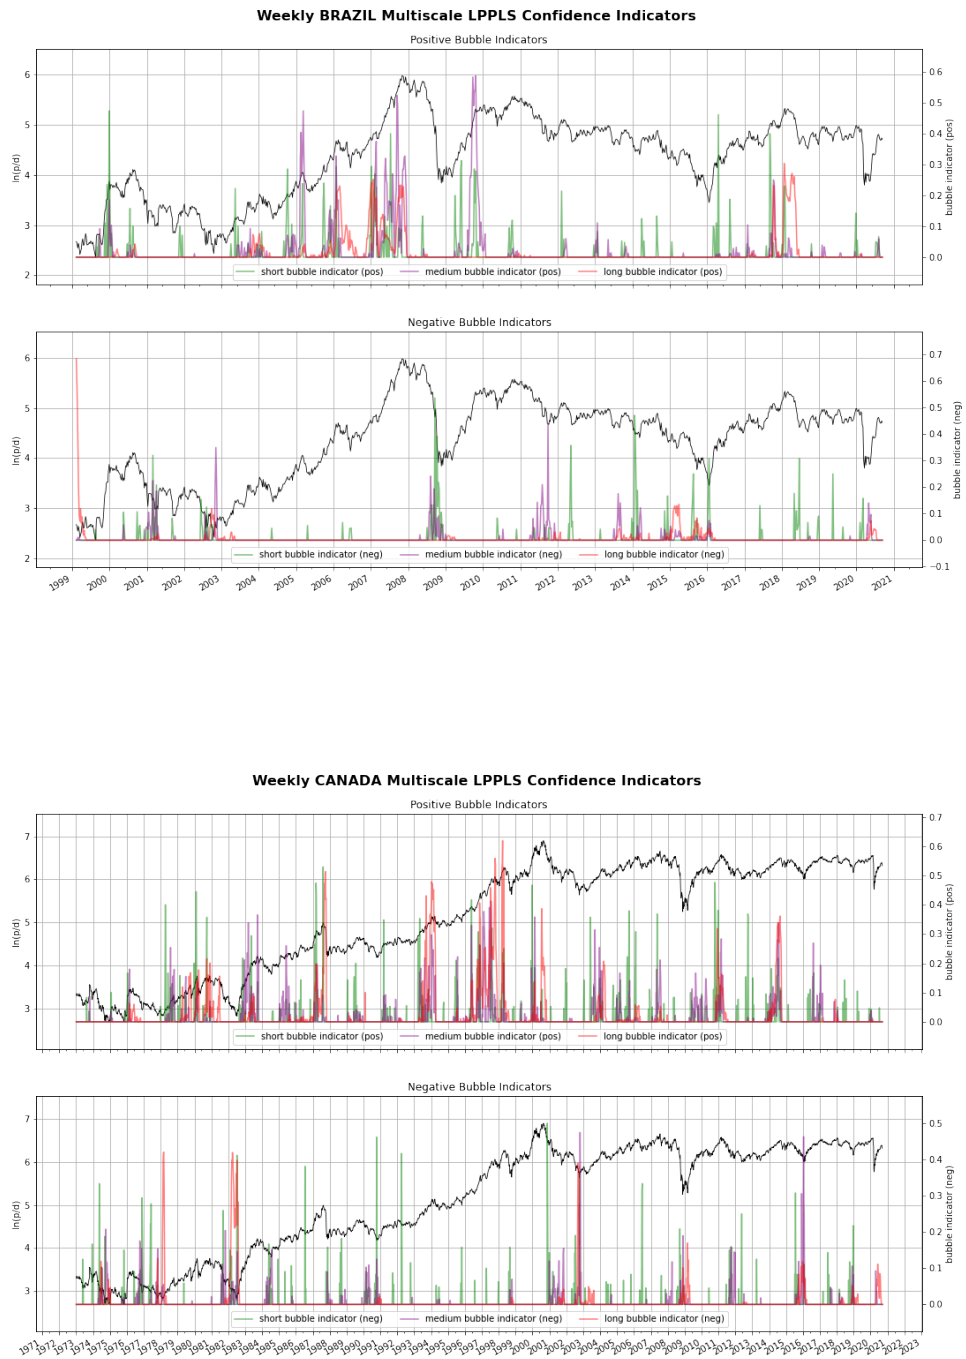 Weekly BRAZIL Multiscale LPPLS Confidence Indicators
Positive Bubble Indicators
6
5
4
3
2
ln(p/d)
0.6
0.5
0.4
0.3
0.2
0.1
0.0
bubble indicator (pos)
short bubble indicator (pos) medium bubble indicator (pos) long bubble indicator (pos)
Negative Bubble Indicators
6
5
4
3
2
ln(p/d)
0.7
0.6
0.5
0.4
0.3
0.2
0.1
0.0
−0.1
bubble indicator (neg)
short bubble indicator (neg) medium bubble indicator (neg) long bubble indicator (neg)
1999 2000 2001 2002 2003 2004 2005 2006 2007 2008 2009 2010 2011 2012 2013 2014 2015 2016 2017 2018 2019 2020 2021
Weekly CANADA Multiscale LPPLS Confidence Indicators
Positive Bubble Indicators
7
6
5
4
3
ln(p/d)
0.7
0.6
0.5
0.4
0.3
0.2
0.1
0.0
bubble indicator (pos)
short bubble indicator (pos) medium bubble indicator (pos) long bubble indicator (pos)
Negative Bubble Indicators
7
6
5
4
3
ln(p/d)
0.5
0.4
0.3
0.2
0.1
0.0
bubble indicator (neg)
short bubble indicator (neg) medium bubble indicator (neg) long bubble indicator (neg)
1971 1972 1973 1974 1975 1976 1977 1978 1979 1980 1981 1982 1983 1984 1985 1986 1987 1988 1989 1990 1991 1992 1993 1994 1995 1996 1997 1998 1999 2000 2001 2002 2003 2004 2005 2006 2007 2008 2009 2010 2011 2012 2013 2014 2015 2016 2017 2018 2019 2020 2021 2022 2023